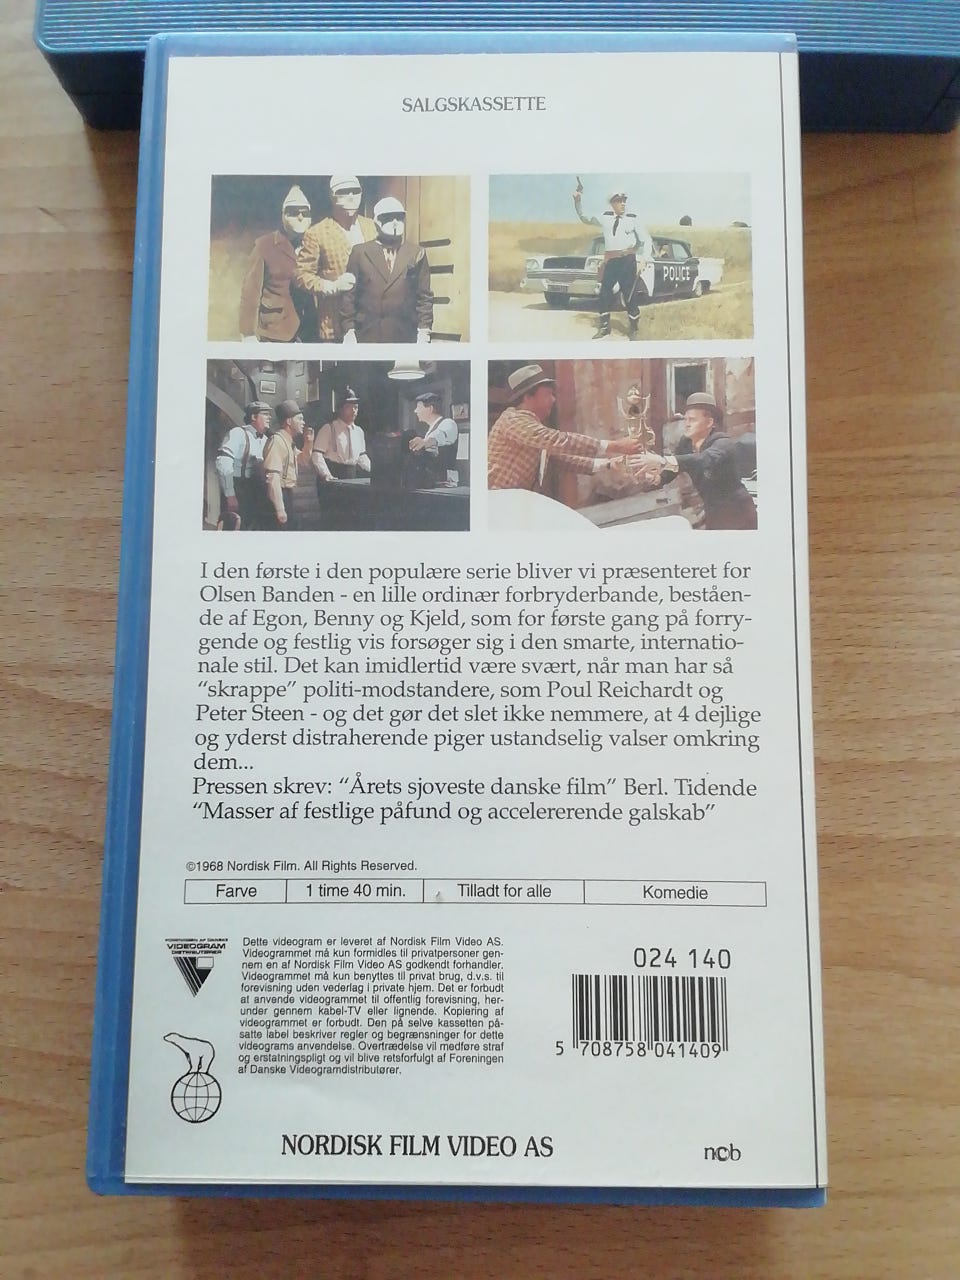 SALGSKASSETTE
POLICE
I den første i den populære serie bliver vi præsenteret for
Olsen Banden - en lille ordinær forbryderbande, beståen-
de af Egon, Benny og Kjeld, som for første gang på forry-
gende og festlig vis forsøger sig i den smarte, internatio-
nale stil. Det kan imidlertid være svært, når man har så
“skrappe” politi-modstandere, som Poul Reichardt og
Peter Steen - og det gør det slet ikke nemmere, at 4 dejlige
og yderst distraherende piger ustandselig valser omkring
dem...
Pressen skrev: “Årets sjoveste danske film” Berl. Tidende
“Masser af festlige påfund og accelererende galskab”
©1968 Nordisk Film. All Rights Reserved.
Farve 1 time 40 min. Tilladt for alle Komedie
FORENINGEN AF DANSKE
VIDEOGRAM
DISTRIBUTØRER
Dette videogram er leveret af Nordisk Film Video AS.
Videogrammet må kun formidles til privatpersoner gen-
nem en af Nordisk Film Video AS godkendt forhandler.
Videogrammet må kun benyttes til privat brug, d.v.s. til
forevisning uden vederlag i private hjem. Det er forbudt
at anvende videogrammet til offentlig forevisning, her-
under gennem kabel-TV eller lignende. Kopiering af
videogrammet er forbudt. Den på selve kassetten på-
satte label beskriver regler og begrænsninger for dette
videograms anvendelse. Overtrædelse vil medføre straf
og erstatningspligt og vil blive retsforfulgt af Foreningen
af Danske Videogramdistributører.
024 140
5 708758 041409
NORDISK FILM VIDEO AS
ncb